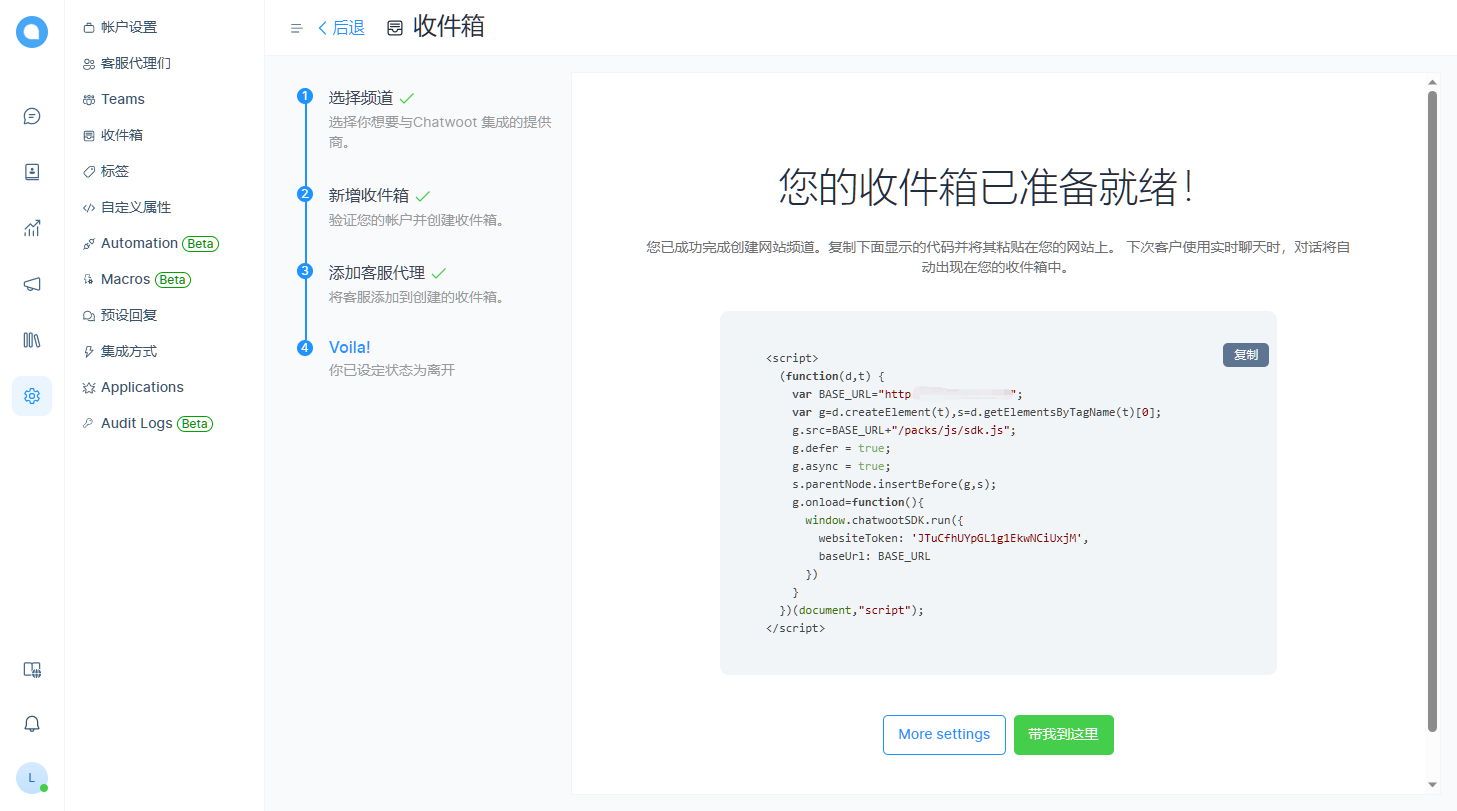 帐户设置
客服代理们
Teams
收件箱
标签
自定义属性
Automation Beta
Macros Beta
预设回复
集成方式
Applications
Audit Logs Beta
L
后退
收件箱
1
选择频道
选择你想要与Chatwoot 集成的提供
商。
2
新增收件箱
验证您的帐户并创建收件箱。
3
添加客服代理
将客服添加到创建的收件箱。
4
Voila!
你已设定状态为离开
您的收件箱已准备就绪！
您已成功完成创建网站频道。复制下面显示的代码并将其粘贴在您的网站上。 下次客户使用实时聊天时，对话将自
动出现在您的收件箱中。
复制
<script>
(function(d,t) {
var BASE_URL="http";
var g=d.createElement(t),s=d.getElementsByTagName(t)[0];
g.src=BASE_URL+"/packs/js/sdk.js";
g.defer = true;
g.async = true;
s.parentNode.insertBefore(g,s);
g.onload=function(){
window.chatwootSDK.run({
websiteToken: 'JTuCfhUYpGL1g1EkwNCiUxjM',
baseUrl: BASE_URL
})
}
})(document,"script");
</script>
More settings
带我到这里